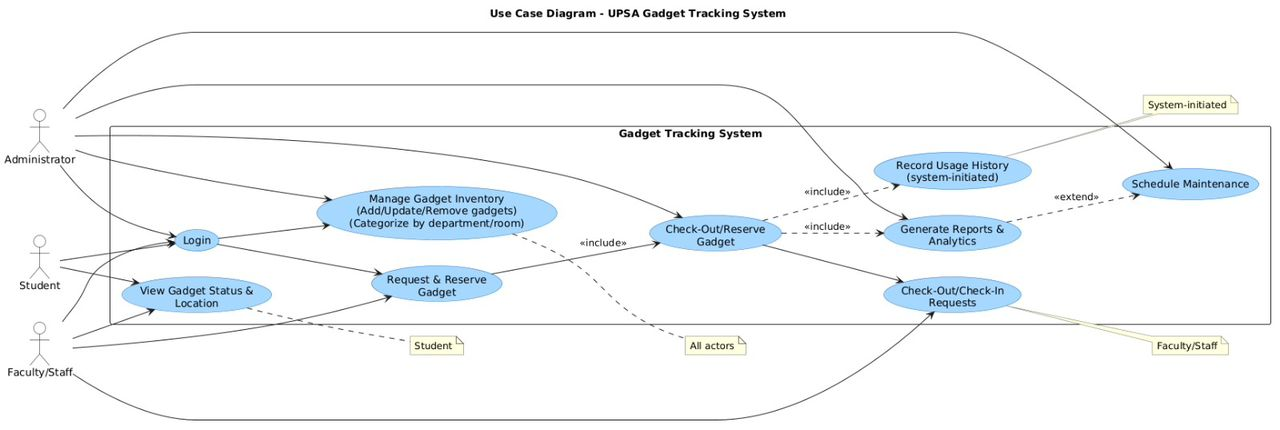 Use Case Diagram - UPSA Gadget Tracking System
System-initiated
Gadget Tracking System
Administrator
Record Usage History
(system-initiated)
Schedule Maintenance
«include»
«extend»
Manage Gadget Inventory
(Add/Update/Remove gadgets)
(Categorize by department/room)
Login
«include»
Check-Out/Reserve
Gadget
«include»
Generate Reports &
Analytics
Student
View Gadget Status &
Location
Request & Reserve
Gadget
Check-Out/Check-In
Requests
Faculty/Staff
Student
All actors
Faculty/Staff